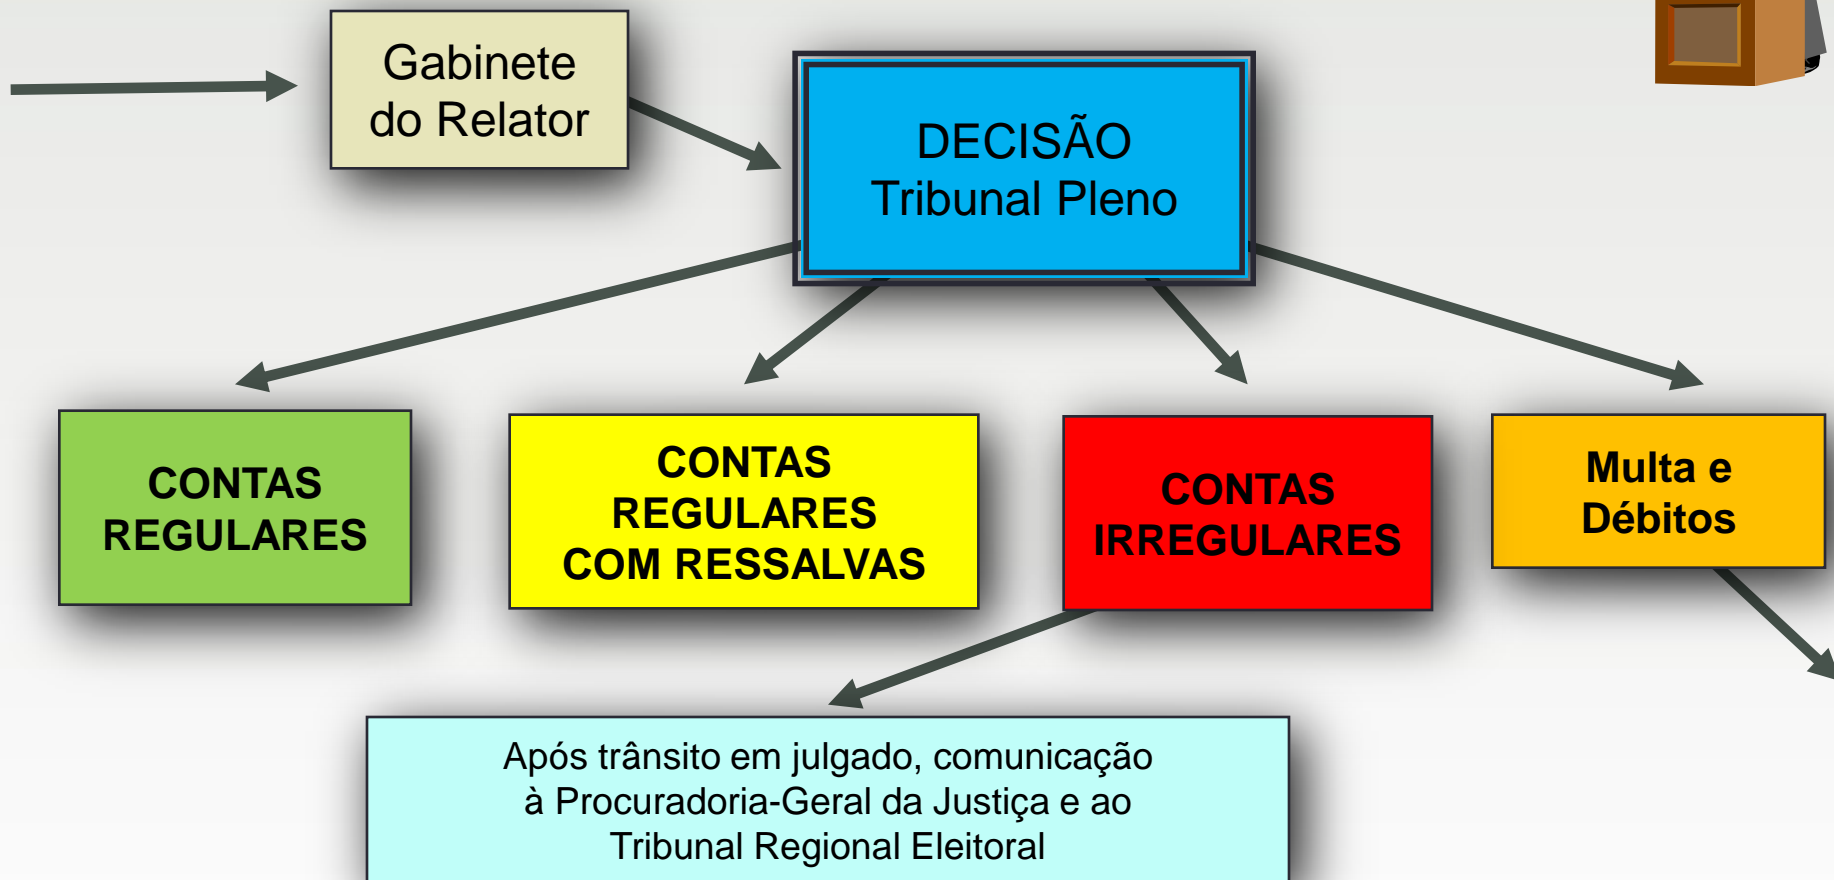 Gabinete
do Relator
DECISÃO
Tribunal Pleno
CONTAS
REGULARES
CONTAS
REGULARES
COM RESSALVAS
CONTAS
IRREGULARES
Multa e
Débitos
Após trânsito em julgado, comunicação
à Procuradoria-Geral da Justiça e ao
Tribunal Regional Eleitoral